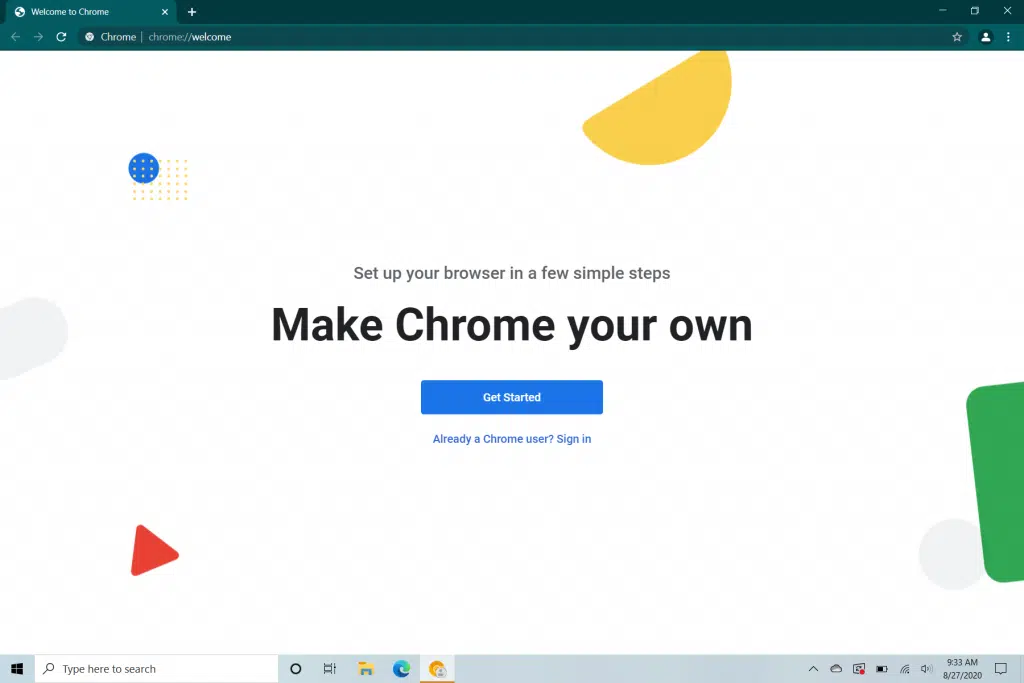 Welcome to Chrome
Chrome | chrome://welcome
Set up your browser in a few simple steps
Make Chrome your own
Get Started
Already a Chrome user? Sign in
Type here to search
9:33 AM
8/27/2020